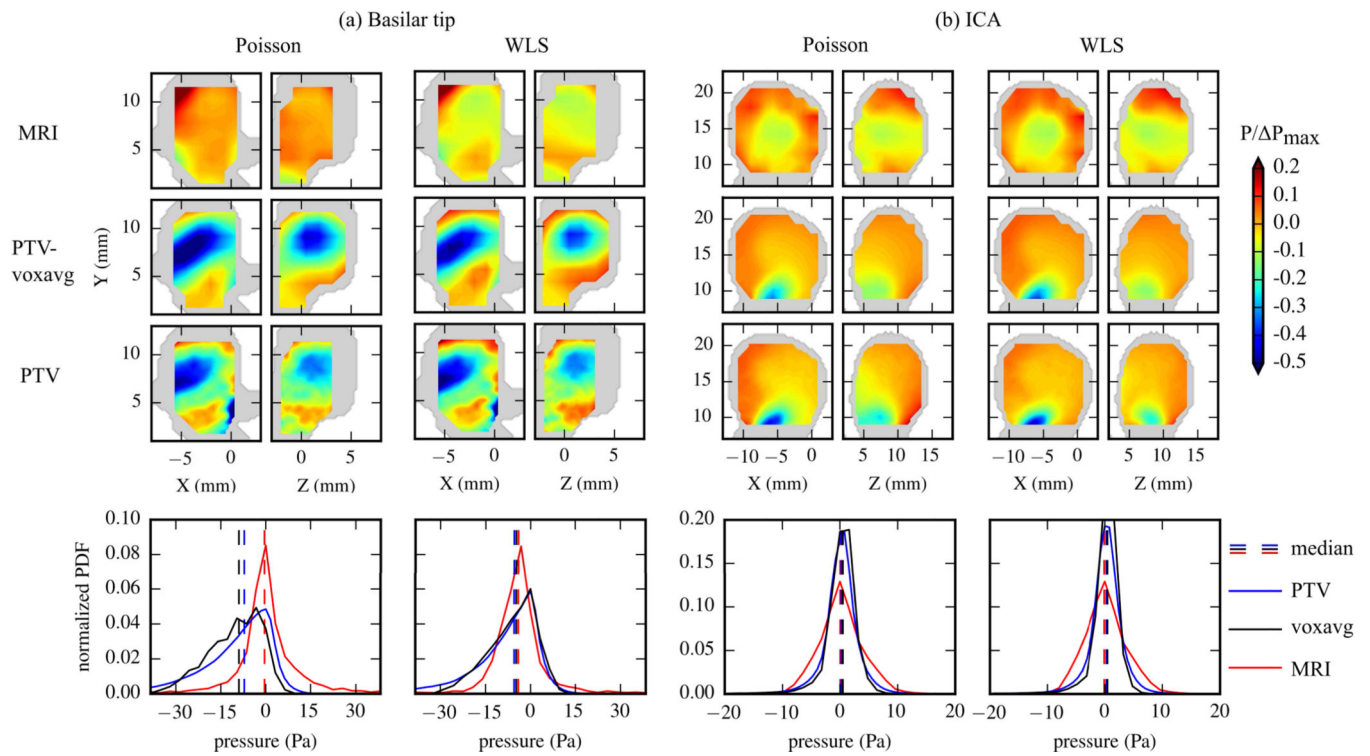 (a) Basilar tip (b) ICA
Poisson WLS Poisson WLS
MRI
PTV-
voxavg
PTV
Y (mm)
10
5
10
5
10
5
20
15
10
20
15
10
20
15
10
P/ΔPmax
0.2
0.1
0.0
-0.1
-0.2
-0.3
-0.4
-0.5
−5 0 0 5 −5 0 0 5 −10 −5 0 5 10 15 −10 −5 0 5 10 15
X (mm) Z (mm) X (mm) Z (mm) X (mm) Z (mm) X (mm) Z (mm)
normalized PDF
0.10
0.08
0.06
0.04
0.02
0.00
−30 −15 0 15 30
pressure (Pa)
−30 −15 0 15 30
pressure (Pa)
0.20
0.15
0.10
0.05
0.00
−20 −10 0 10 20
pressure (Pa)
−20 −10 0 10 20
pressure (Pa)
median
PTV
voxavg
MRI